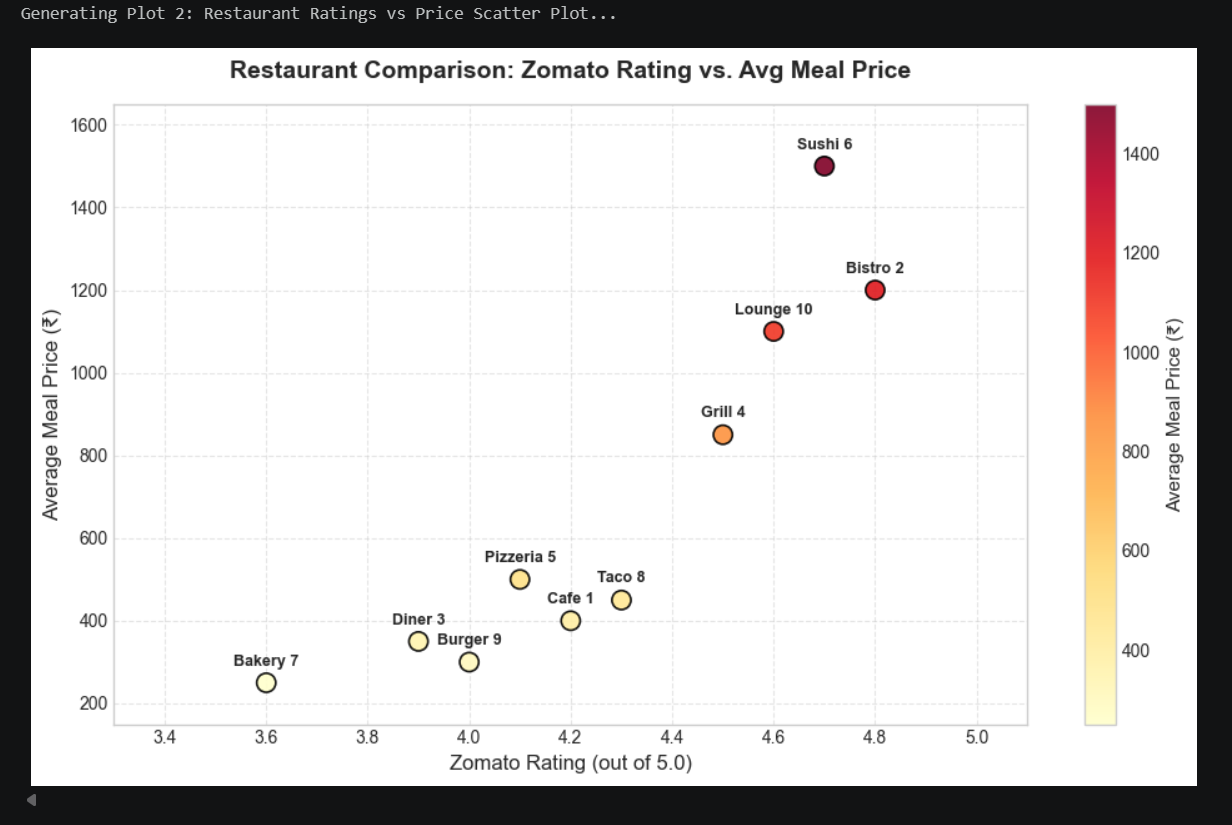 Generating Plot 2: Restaurant Ratings vs Price Scatter Plot...
Restaurant Comparison: Zomato Rating vs. Avg Meal Price
1600
1400
1200
1000
800
600
400
200
Average Meal Price (₹)
Sushi 6
Bistro 2
Lounge 10
Grill 4
Pizzeria 5
Taco 8
Cafe 1
Diner 3
Burger 9
Bakery 7
3.4 3.6 3.8 4.0 4.2 4.4 4.6 4.8 5.0
Zomato Rating (out of 5.0)
1400
1200
1000
800
600
400
Average Meal Price (₹)